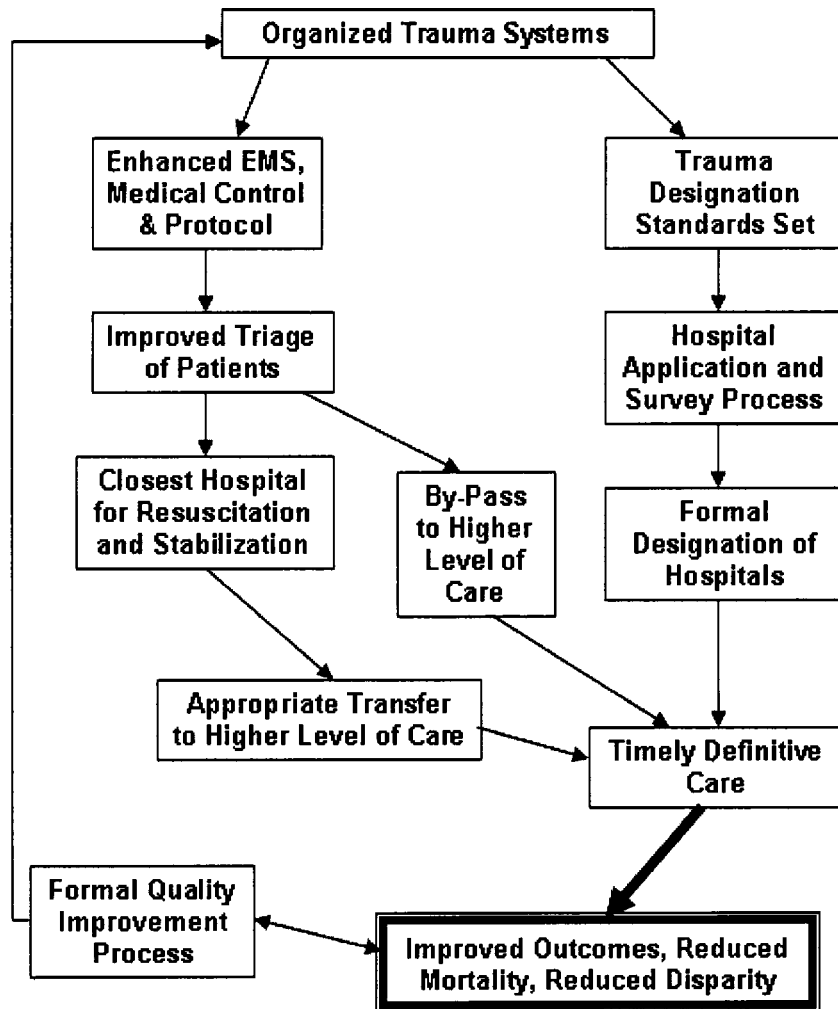 Organized Trauma Systems
Enhanced EMS,
Medical Control
& Protocol
Trauma
Designation
Standards Set
Improved Triage
of Patients
Hospital
Application and
Survey Process
Closest Hospital
for Resuscitation
and Stabilization
By-Pass
to Higher
Level of
Care
Formal
Designation of
Hospitals
Appropriate Transfer
to Higher Level of Care
Timely Definitive
Care
Formal Quality
Improvement
Process
Improved Outcomes, Reduced
Mortality, Reduced Disparity